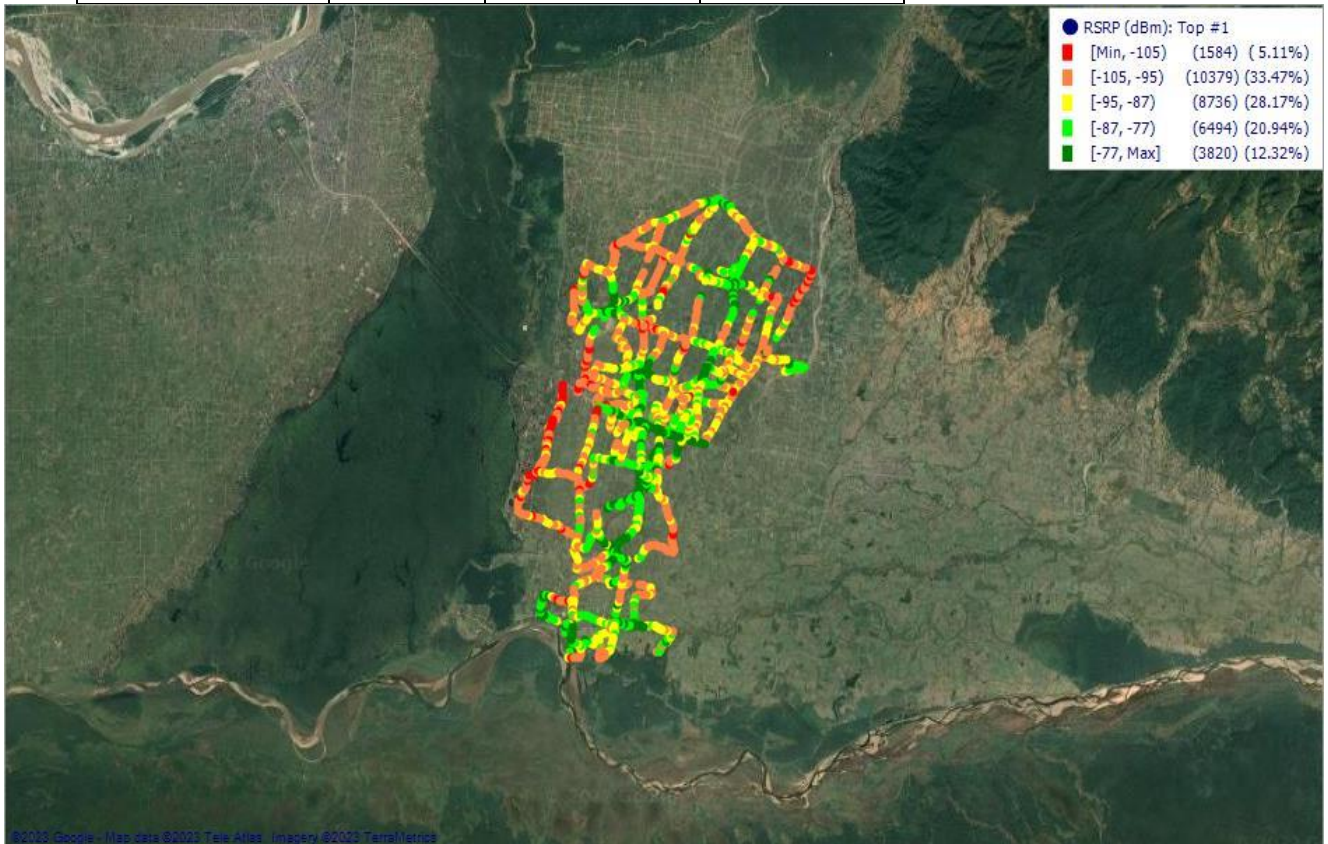 RSRP (dBm): Top #1
[Min, -105) (1584) ( 5.11%)
[-105, -95) (10379) (33.47%)
[-95, -87) (8736) (28.17%)
[-87, -77) (6494) (20.94%)
[-77, Max] (3820) (12.32%)
Google
©2023 Google - Map data ©2023 Tele Atlas, Imagery ©2023 TerraMetrics